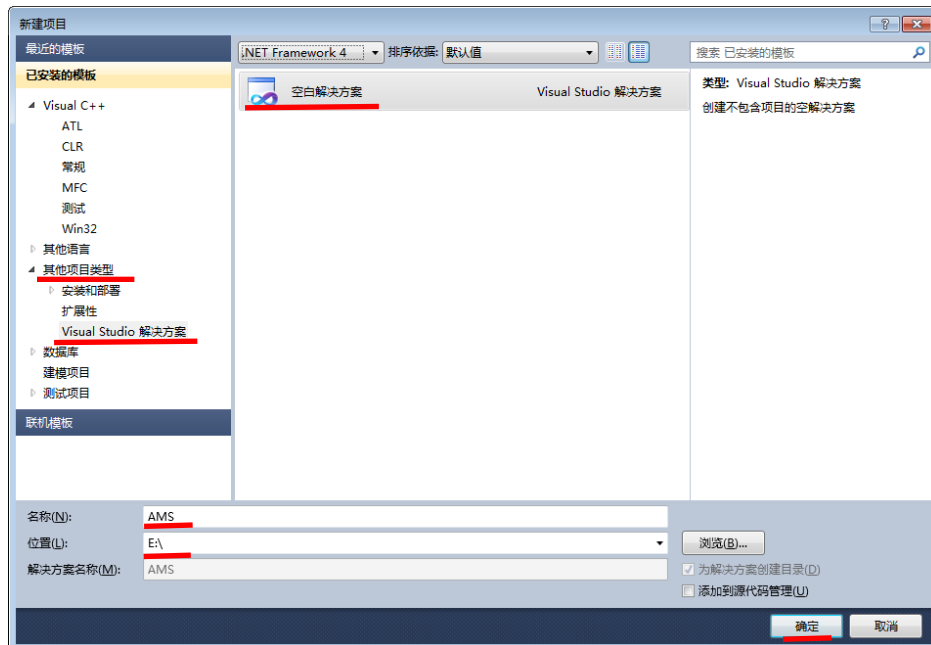 新建项目
最近的模板
.NET Framework 4 排序依据: 默认值
搜索 已安装的模板
已安装的模板
Visual C++
ATL
CLR
常规
MFC
测试
Win32
其他语言
其他项目类型
安装和部署
扩展性
Visual Studio 解决方案
数据库
建模项目
测试项目
联机模板
空白解决方案 Visual Studio 解决方案
类型: Visual Studio 解决方案
创建不包含项目的空解决方案
名称(N): AMS
位置(L): E:\ 浏览(B)...
解决方案名称(M): AMS 为解决方案创建目录(D)
添加到源代码管理(U)
确定 取消